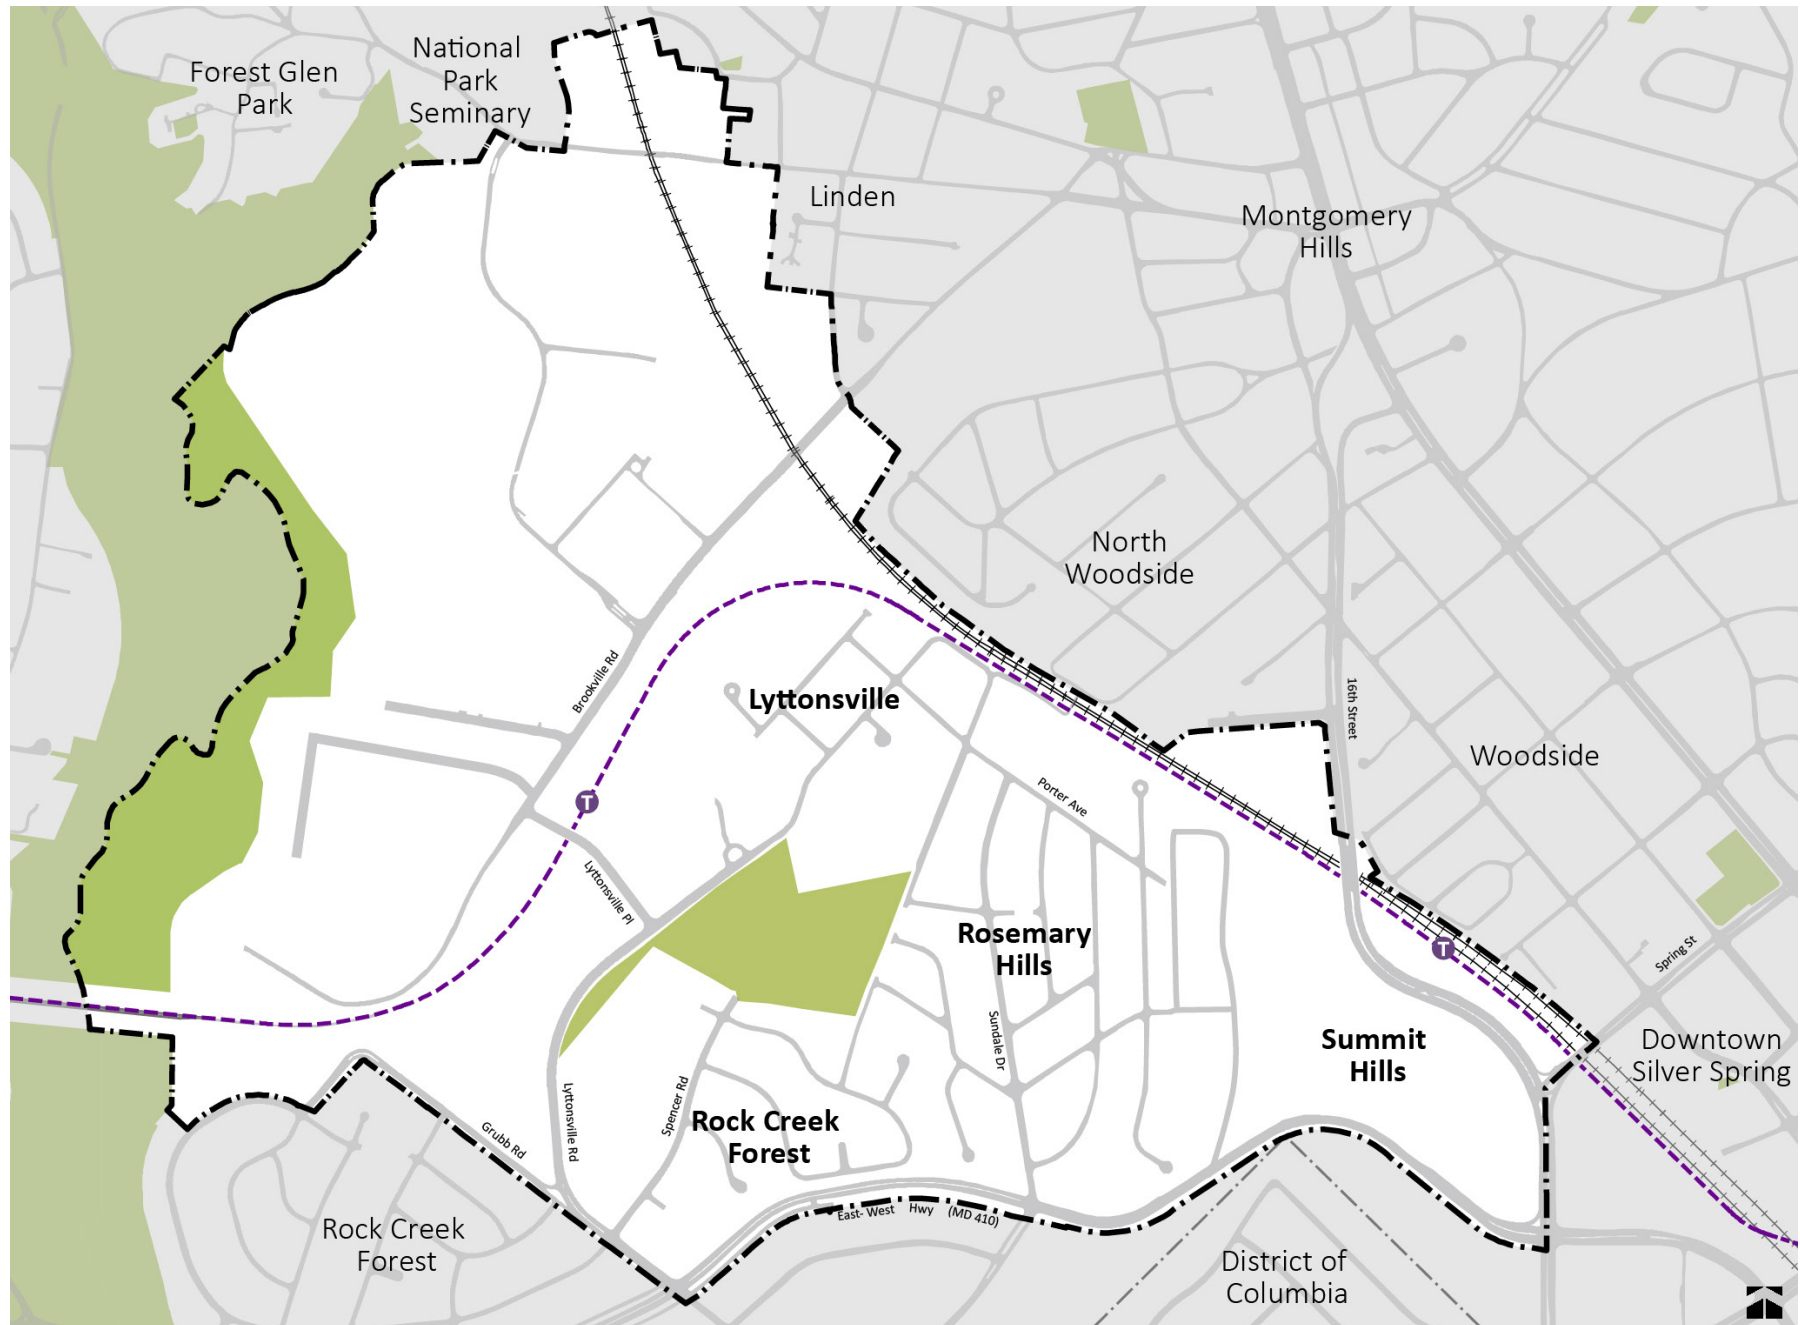 Forest Glen
Park
National
Park
Seminary
Linden
Montgomery
Hills
North
Woodside
Brookville Rd
Lyttonsville
16th Street
Woodside
Porter Ave
T
Lyttonsville Pl
Rosemary
Hills
T
Spring St
Sundale Dr
Summit
Hills
Downtown
Silver Spring
Lyttonsville Rd
Spencer Rd
Rock Creek
Forest
Grubb Rd
East- West Hwy (MD 410)
Rock Creek
Forest
District of
Columbia